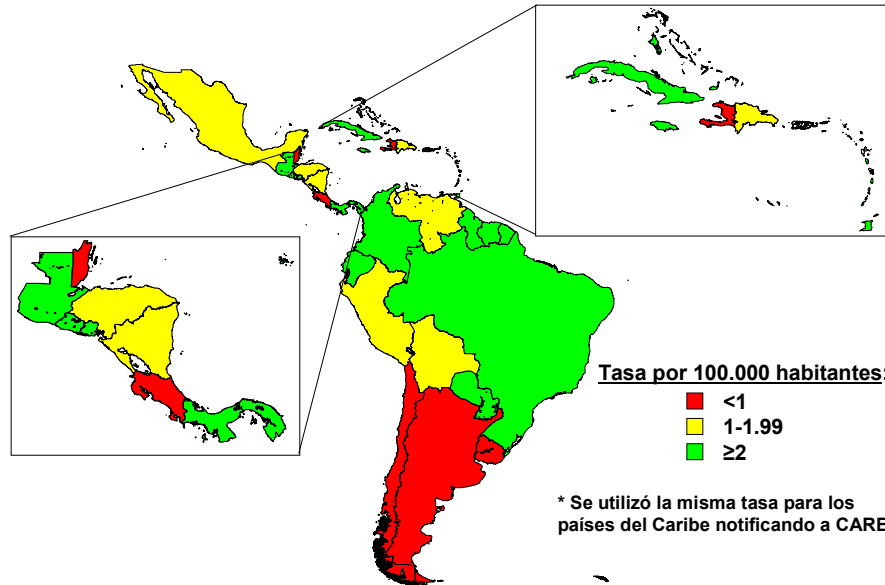 Tasa por 100.000 habitantes:
<1
1-1.99
≥2
* Se utilizó la misma tasa para los
países del Caribe notificando a CARE